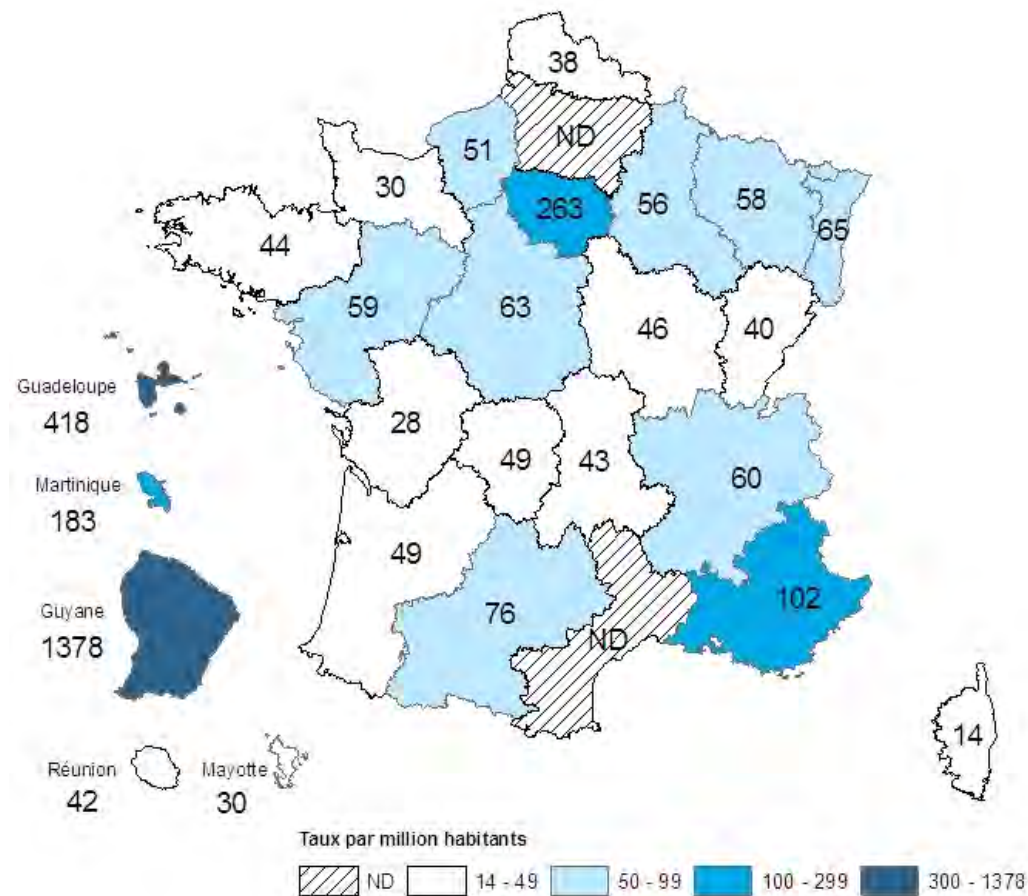 38
ND
51
30
263
56
58
65
44
59
63
46
40
Guadeloupe
418
28
49
43
60
Martinique
183
49
76
102
ND
Guyane
1378
14
Réunion
42
Mayotte
30
Taux par million habitants
ND 14 - 49 50 - 99 100 - 299 300 - 1378